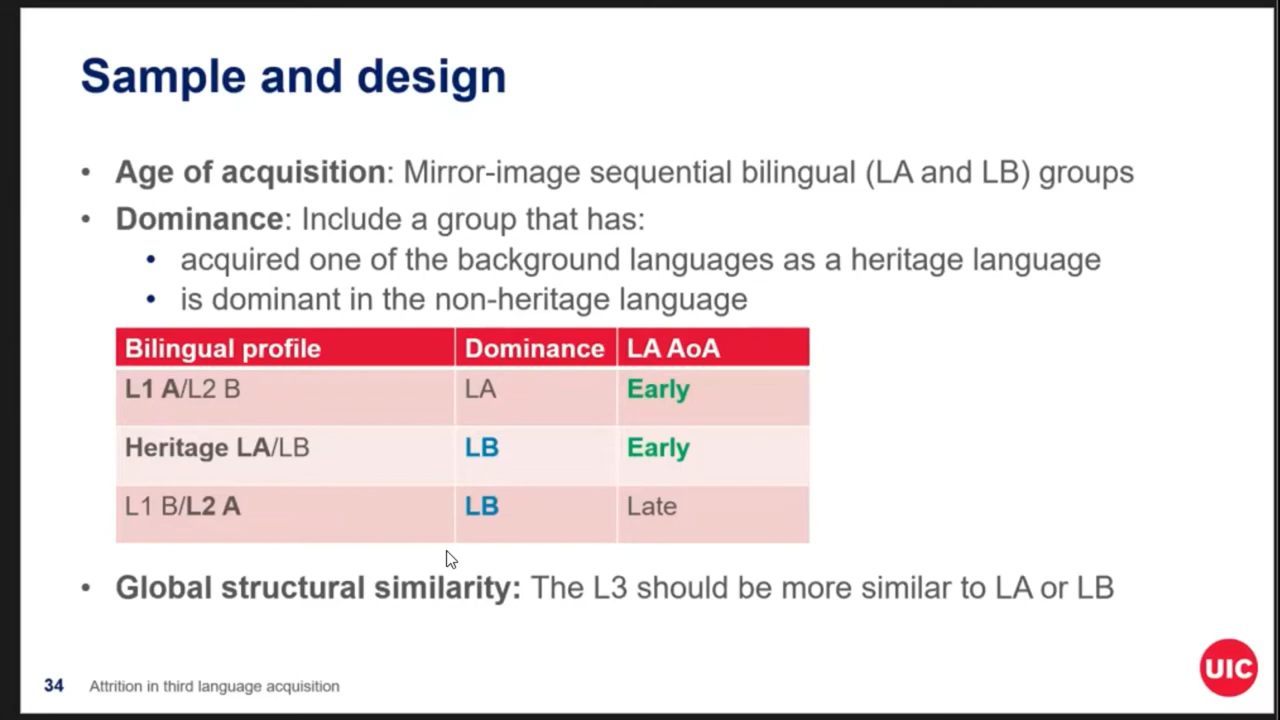 Sample and design
• Age of acquisition: Mirror-image sequential bilingual (LA and LB) groups
• Dominance: Include a group that has:
• acquired one of the background languages as a heritage language
• is dominant in the non-heritage language
Bilingual profile Dominance LA AoA
L1 A/L2 B LA Early
Heritage LA/LB LB Early
L1 B/L2 A LB Late
• Global structural similarity: The L3 should be more similar to LA or LB
UIC
34 Attrition in third language acquisition